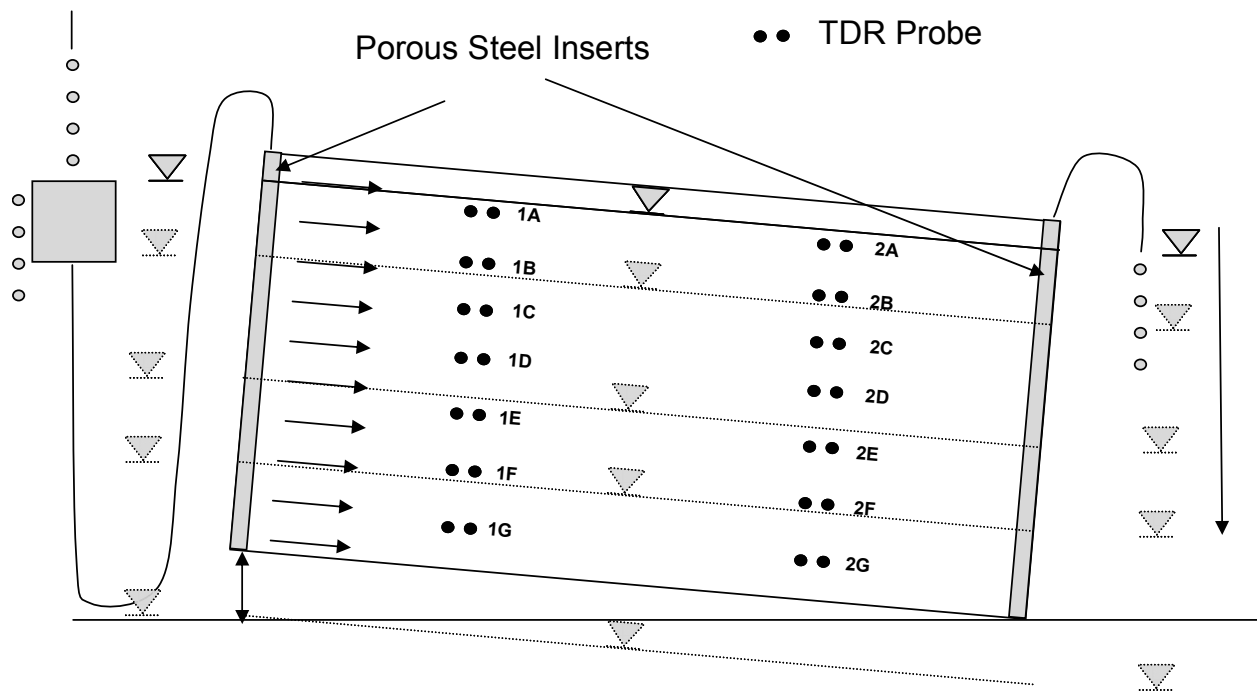 TDR Probe
Porous Steel Inserts
1A
2A
1B
2B
1C
2C
1D
2D
1E
2E
1F
2F
1G
2G